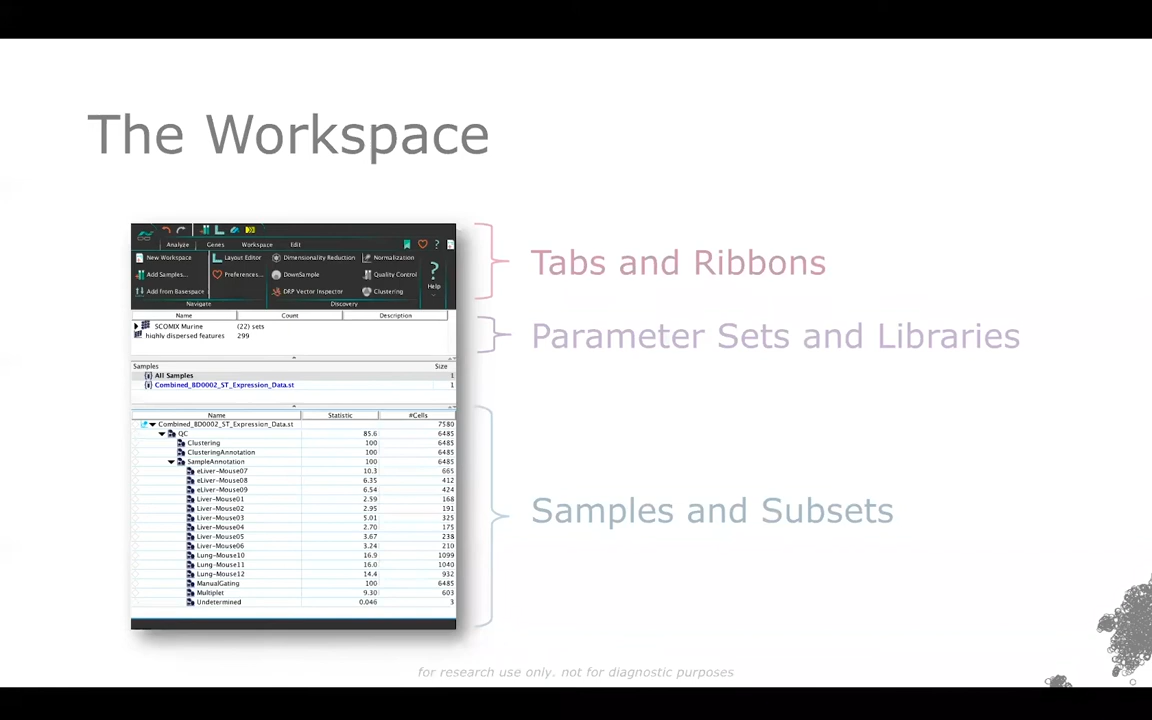 The Workspace
Analyze Genes Workspace Edit
New Workspace Layout Editor Dimensionality Reduction Normalization
Add Samples... Preferences... DownSample Quality Control
Add from Basespace DRP Vector Inspector Clustering Help
Navigate Discovery
Name Count Description
SCOMIX Murine (22) sets
highly dispersed features 299
Samples Size
All Samples 1
Combined_BD0002_ST_Expression_Data.st 1
Name Statistic #Cells
Combined_BD0002_ST_Expression_Data.st 7580
QC 85.6 6485
Clustering 100 6485
ClusteringAnnotation 100 6485
SampleAnnotation 100 6485
eLiver-Mouse07 10.3 665
eLiver-Mouse08 6.35 412
eLiver-Mouse09 6.54 424
Liver-Mouse01 2.59 168
Liver-Mouse02 2.95 191
Liver-Mouse03 5.01 325
Liver-Mouse04 2.70 175
Liver-Mouse05 3.67 238
Liver-Mouse06 3.24 210
Lung-Mouse10 16.9 1099
Lung-Mouse11 16.0 1040
Lung-Mouse12 14.4 932
ManualGating 100 6485
Multiplet 9.30 603
Undetermined 0.046 3
Tabs and Ribbons
Parameter Sets and Libraries
Samples and Subsets
for research use only. not for diagnostic purposes